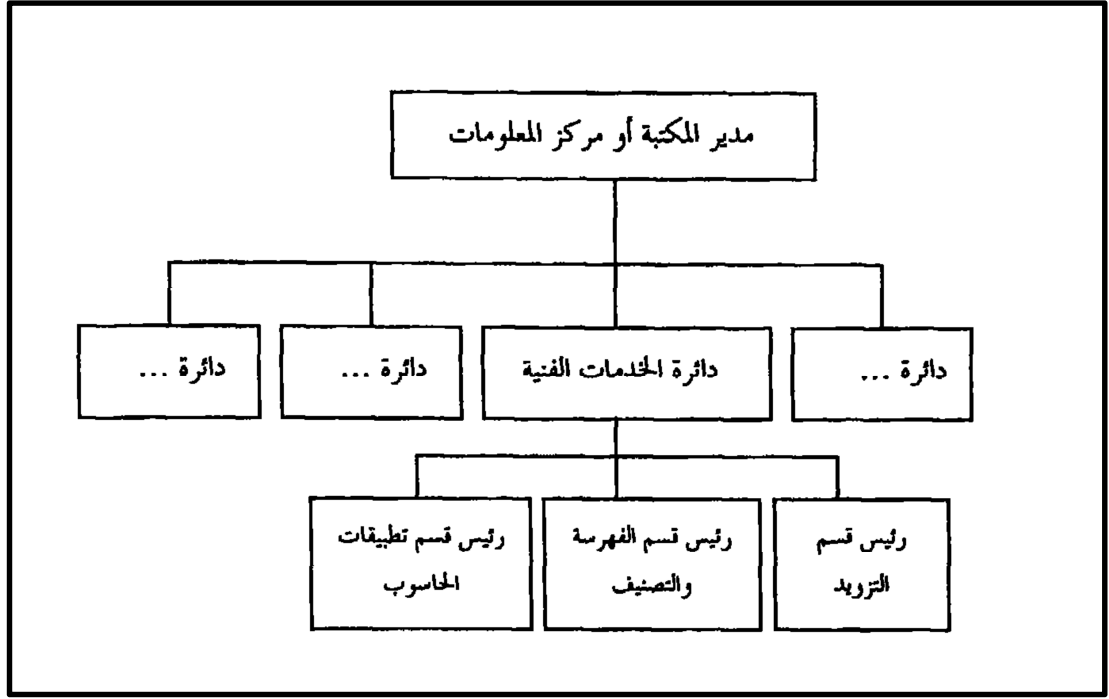 مدير المكتبة أو مركز المعلومات
دائرة ...
دائرة الخدمات الفنية
دائرة ...
دائرة ...
رئيس قسم
التزويد
رئيس قسم الفهرسة
والتصنيف
رئيس قسم تطبيقات
الحاسوب